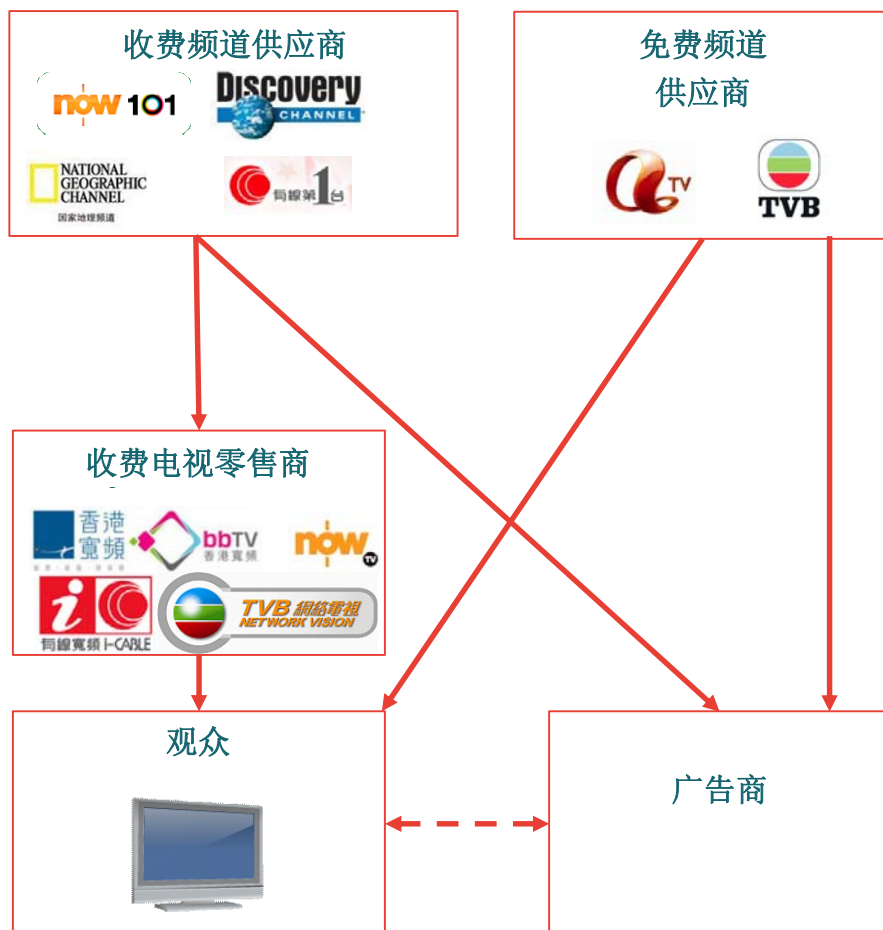 收费频道供应商
now 101
Discovery
CHANNEL
NATIONAL
GEOGRAPHIC
CHANNEL
国家地理频道
有線第1台
免费频道
供应商
TV
TVB
收费电视零售商
香港
寬頻
bbTV
香港寬頻
now
TV
有線寬頻 i-CABLE
TVB 網絡電視
NETWORK VISION
观众
广告商